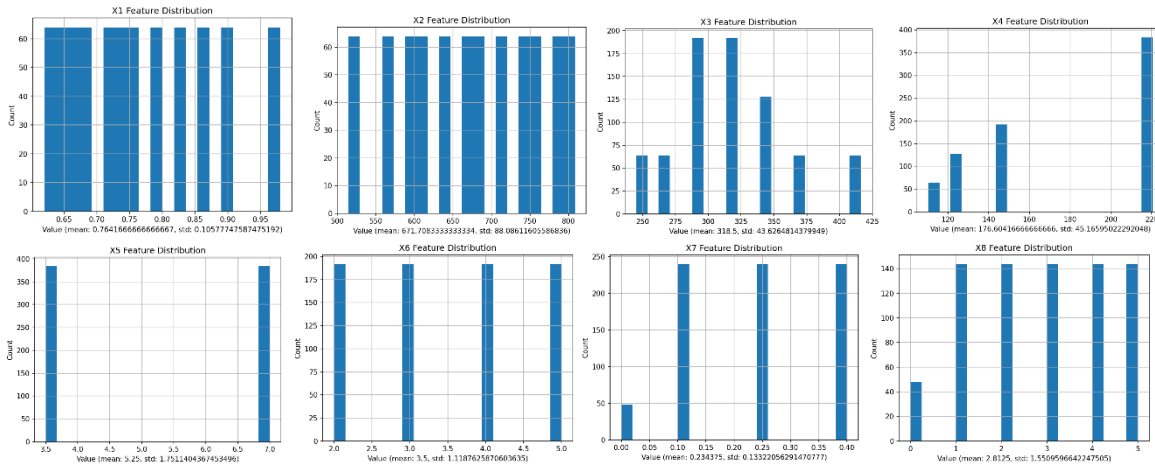 X1 Feature Distribution
Count
60
50
40
30
20
10
0
0.65 0.70 0.75 0.80 0.85 0.90 0.95
Value (mean: 0.7641666666666667, std: 0.10577747587475192)
X2 Feature Distribution
Count
60
50
40
30
20
10
0
500 550 600 650 700 750 800
Value (mean: 671.7083333333334, std: 88.08611605586836)
X3 Feature Distribution
Count
200
175
150
125
100
75
50
25
0
250 275 300 325 350 375 400 425
Value (mean: 318.5, std: 43.6264814379949)
X4 Feature Distribution
Count
400
350
300
250
200
150
100
50
0
120 140 160 180 200 220
Value (mean: 176.60416666666666, std: 45.16595022292048)
X5 Feature Distribution
Count
400
350
300
250
200
150
100
50
0
3.5 4.0 4.5 5.0 5.5 6.0 6.5 7.0
Value (mean: 5.25, std: 1.7511404367453496)
X6 Feature Distribution
Count
200
175
150
125
100
75
50
25
0
2.0 2.5 3.0 3.5 4.0 4.5 5.0
Value (mean: 3.5, std: 1.1187625870603635)
X7 Feature Distribution
Count
250
200
150
100
50
0
0.00 0.05 0.10 0.15 0.20 0.25 0.30 0.35 0.40
Value (mean: 0.234375, std: 0.13322056291470777)
X8 Feature Distribution
Count
140
120
100
80
60
40
20
0
0 1 2 3 4 5
Value (mean: 2.8125, std: 1.5509596642247505)